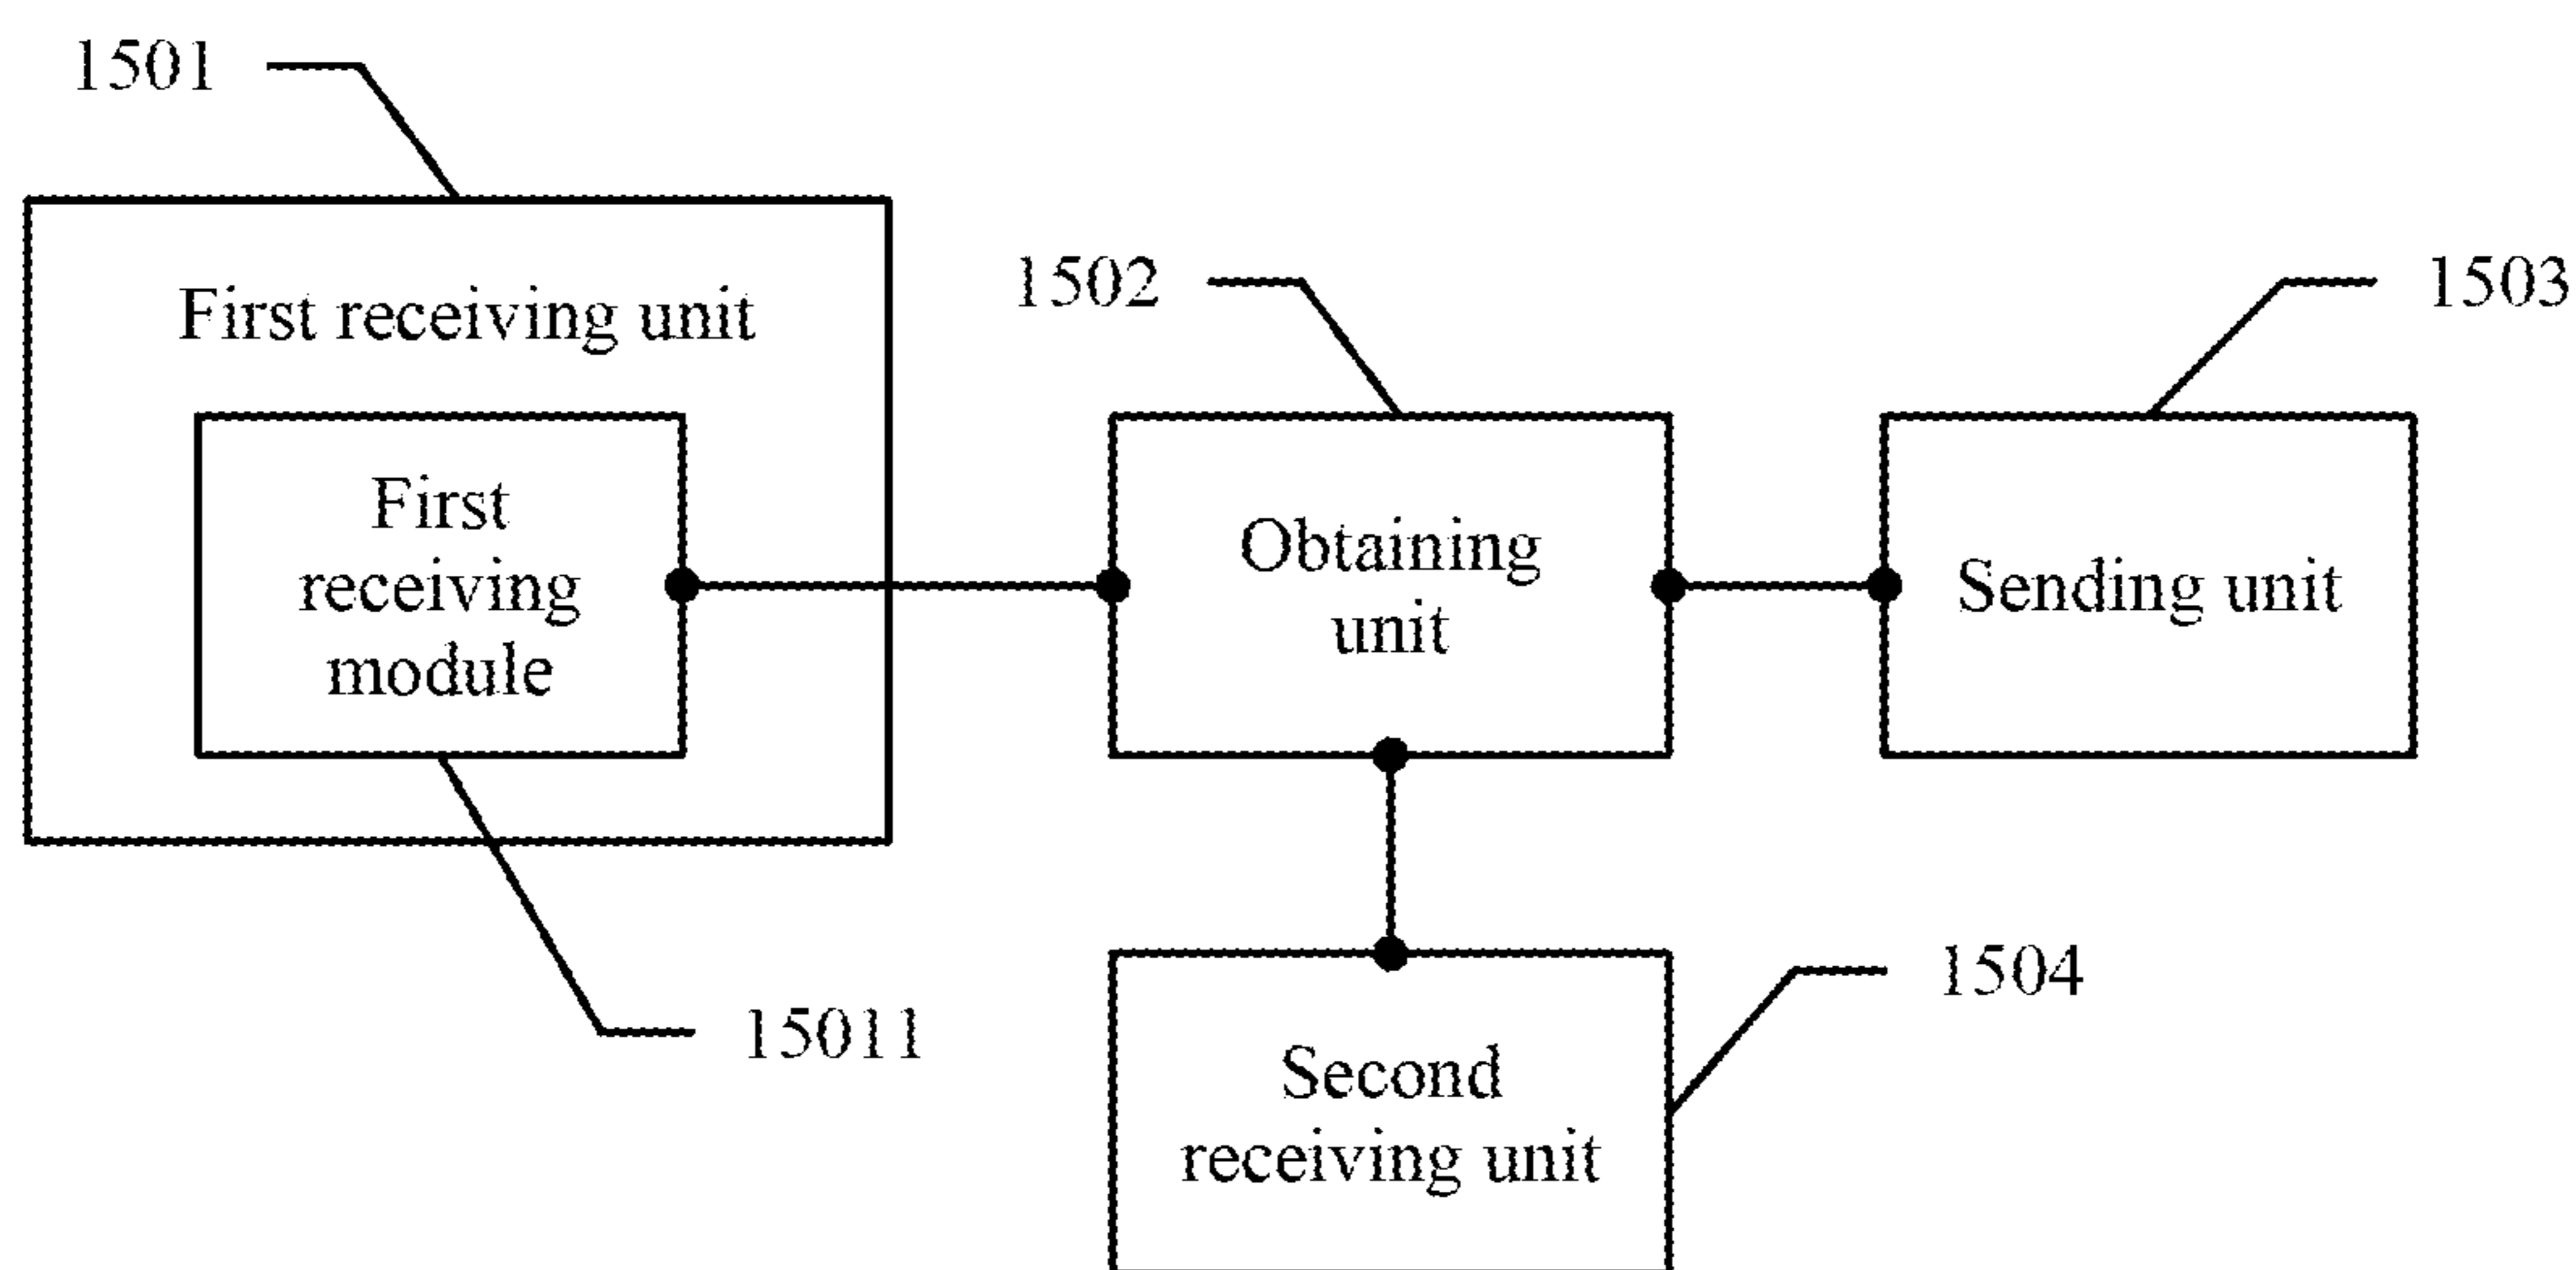 1501
First receiving unit
1502
1503
First
receiving
module
Obtaining
unit
Sending unit
15011
1504
Second
receiving unit